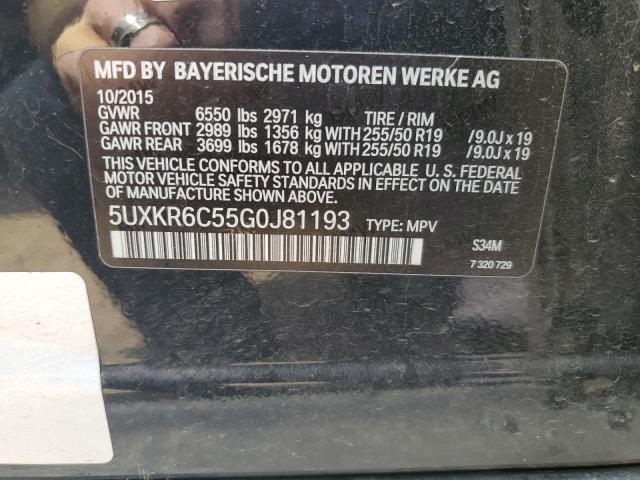 MFD BY BAYERISCHE MOTOREN WERKE AG
10/2015
GVWR 6550 lbs 2971 kg TIRE / RIM
GAWR FRONT 2989 lbs 1356 kg WITH 255/50 R19 /9.0J x 19
GAWR REAR 3699 lbs 1678 kg WITH 255/50 R19 /9.0J x 19
THIS VEHICLE CONFORMS TO ALL APPLICABLE U. S. FEDERAL
MOTOR VEHICLE SAFETY STANDARDS IN EFFECT ON THE DATE
OF MANUFACTURE SHOWN ABOVE.
5UXKR6C55G0J81193 TYPE: MPV
S34M
7 320 729